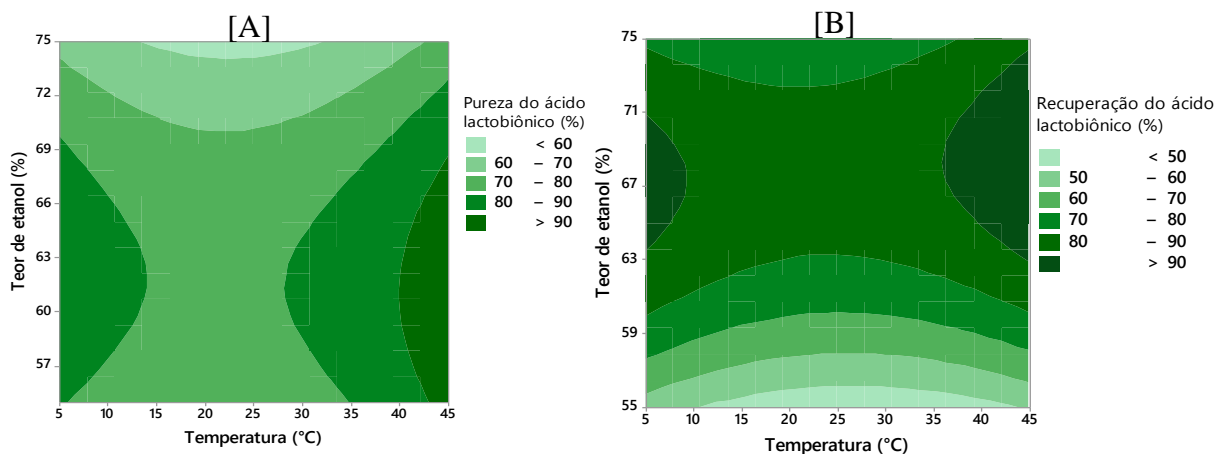 [A]
75
72
69
66
63
60
57
5 10 15 20 25 30 35 40 45
Teor de etanol (%)
Temperatura (°C)
Pureza do ácido
lactobiônico (%)
< 60
60 – 70
70 – 80
80 – 90
> 90
[B]
75
71
67
63
59
55
5 10 15 20 25 30 35 40 45
Teor de etanol (%)
Temperatura (°C)
Recuperação do ácido
lactobiônico (%)
< 50
50 – 60
60 – 70
70 – 80
80 – 90
> 90